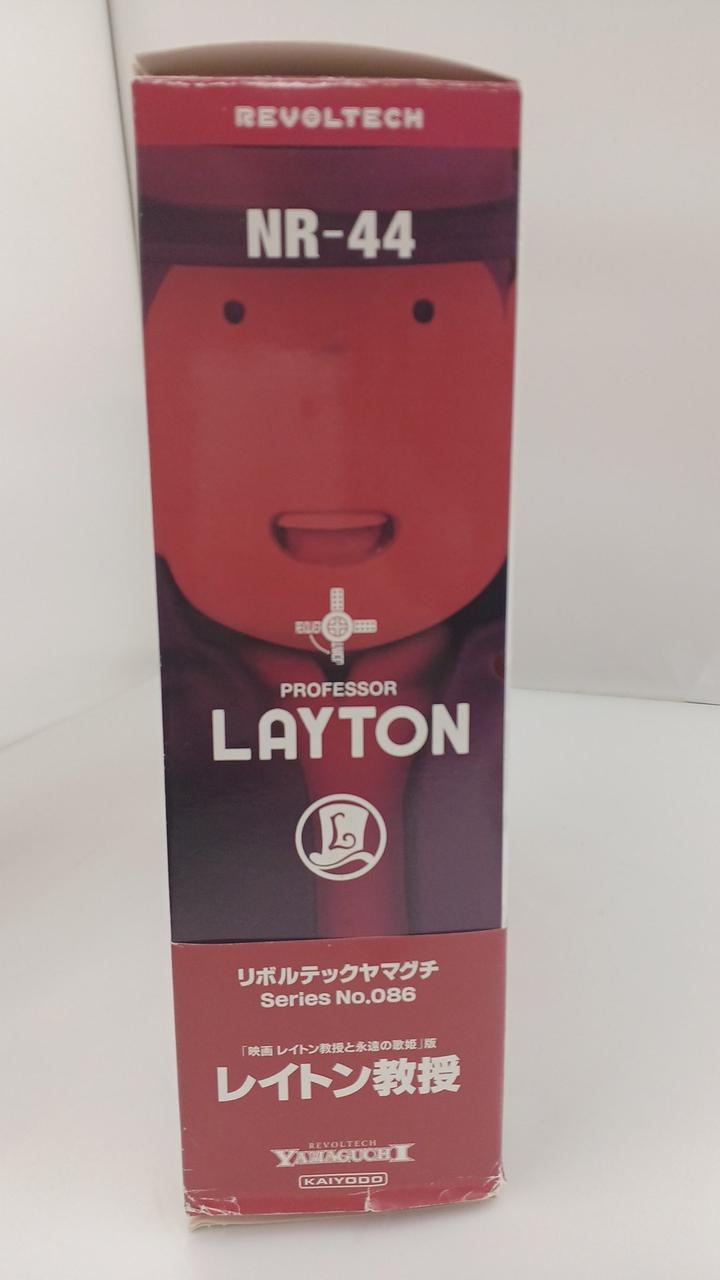 REVOLTECH
NR-44
PROFESSOR
LAYTON
L
リボルテックヤマグチ
Series No.086
「映画 レイトン教授と永遠の歌姫」版
レイトン教授
REVOLTECH
YAMAGUCHI
KAIYODO